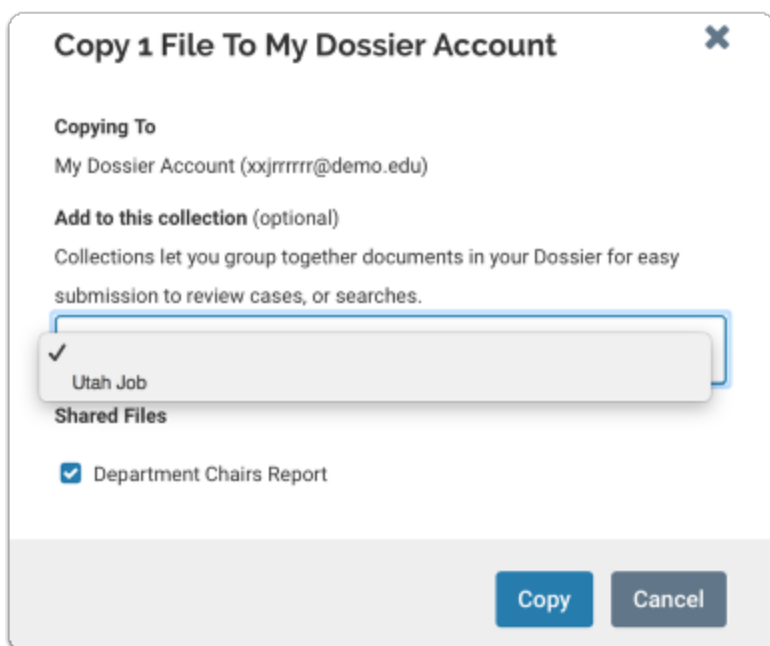 Copy 1 File To My Dossier Account
Copying To
My Dossier Account (xxjrrrrrr@demo.edu)
Add to this collection (optional)
Collections let you group together documents in your Dossier for easy
submission to review cases, or searches.
Utah Job
Shared Files
Department Chairs Report
Copy Cancel